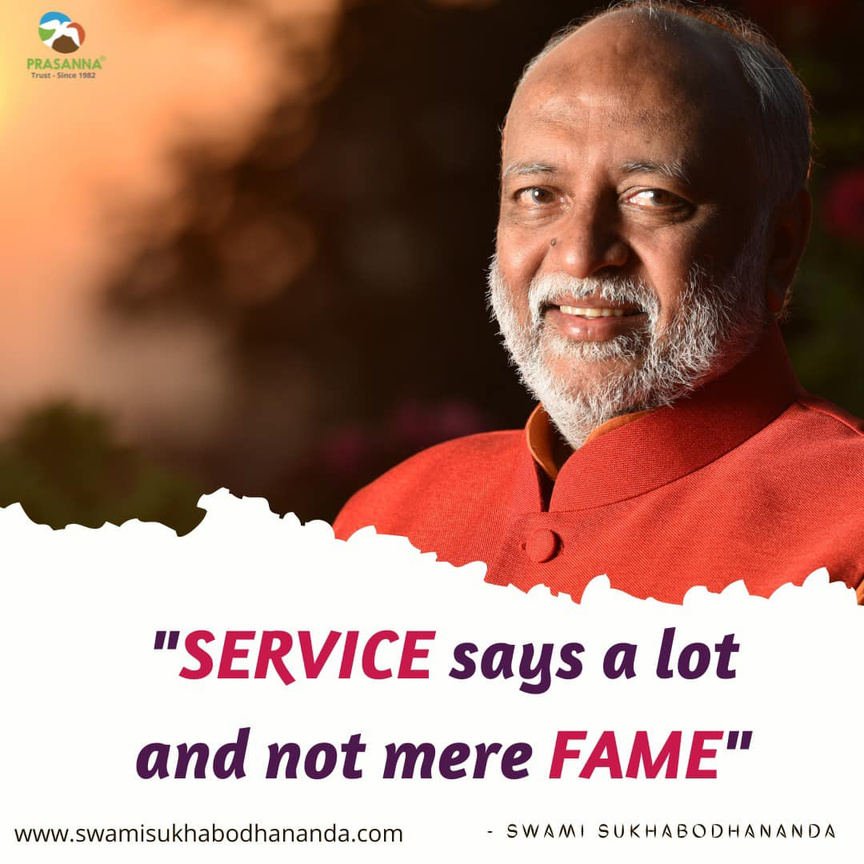 PRASANNA®
Trust - Since 1982
"SERVICE says a lot
and not mere FAME"
www.swamisukhabodhananda.com
- SWAMI SUKHABODHANANDA